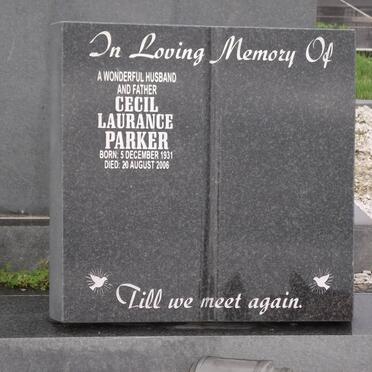 In Loving Memory Of
A WONDERFUL HUSBAND
AND FATHER
CECIL
LAURANCE
PARKER
BORN: 5 DECEMBER 1931
DIED: 20 AUGUST 2006
Till we meet again.